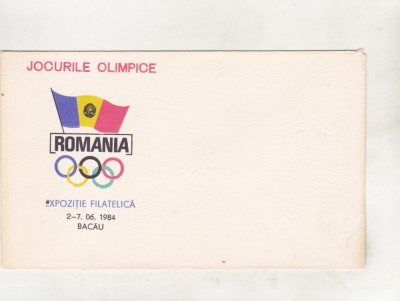 JOCURILE OLIMPICE
ROMANIA
EXPOZIȚIE FILATELICĂ
2-7. 06. 1984
BACĂU